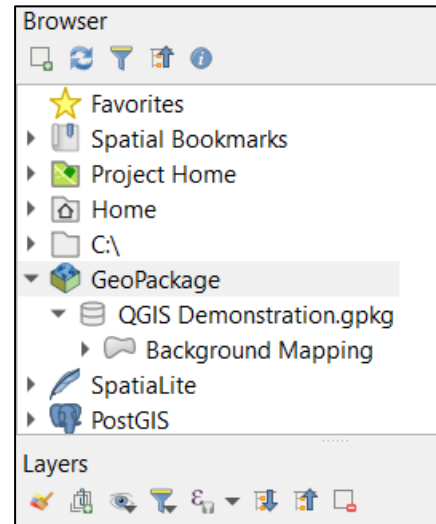 Browser
Favorites
Spatial Bookmarks
Project Home
Home
C:\
GeoPackage
QGIS Demonstration.gpkg
Background Mapping
SpatiaLite
PostGIS
Layers